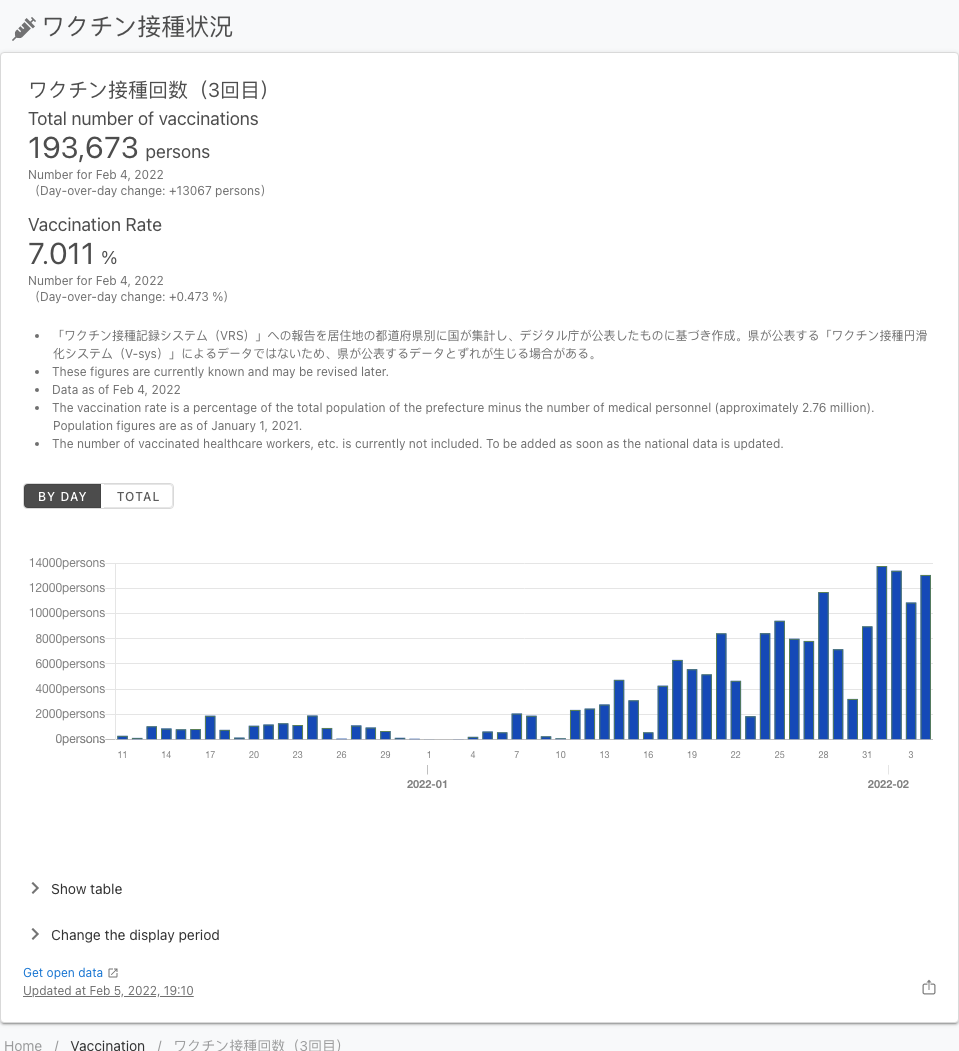 ワクチン接種状況
ワクチン接種回数（3回目）
Total number of vaccinations
193,673 persons
Number for Feb 4, 2022
（Day-over-day change: +13067 persons）
Vaccination Rate
7.011 %
Number for Feb 4, 2022
（Day-over-day change: +0.473 %）
• 「ワクチン接種記録システム（VRS）」への報告を居住地の都道府県別に国が集計し、デジタル庁が公表したものに基づき作成。県が公表する「ワクチン接種円滑
化システム（V-sys）」によるデータではないため、県が公表するデータとずれが生じる場合がある。
• These figures are currently known and may be revised later.
• Data as of Feb 4, 2022
• The vaccination rate is a percentage of the total population of the prefecture minus the number of medical personnel (approximately 2.76 million).
Population figures are as of January 1, 2021.
• The number of vaccinated healthcare workers, etc. is currently not included. To be added as soon as the national data is updated.
BY DAY TOTAL
14000persons
12000persons
10000persons
8000persons
6000persons
4000persons
2000persons
0persons
11 14 17 20 23 26 29 1 4 7 10 13 16 19 22 25 28 31 3
2022-01 2022-02
Show table
Change the display period
Get open data
Updated at Feb 5, 2022, 19:10
Home / Vaccination / ワクチン接種回数（3回目）